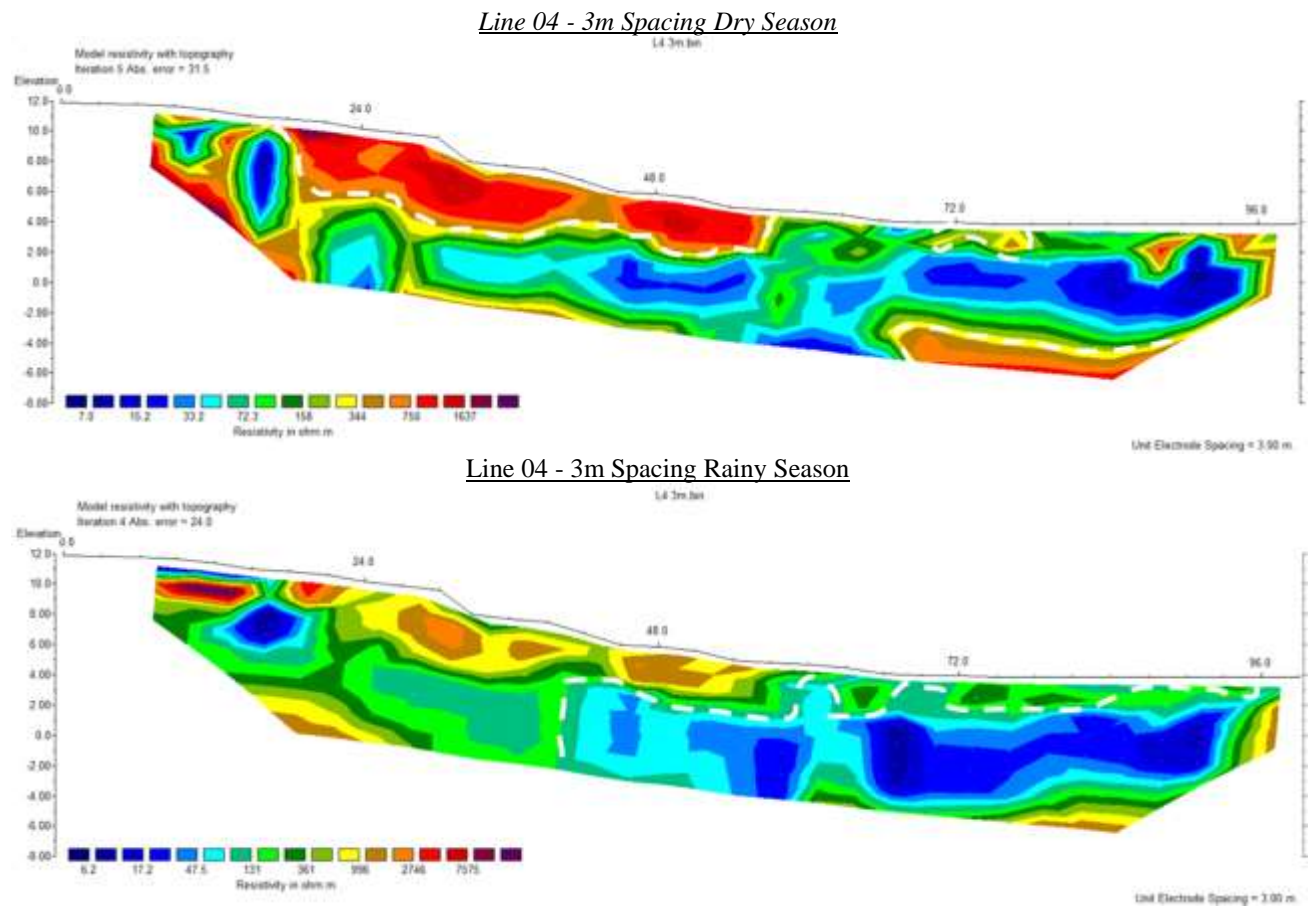 Line 04 - 3m Spacing Dry Season
L4 3m.bin
Model resistivity with topography
Iteration 5 Abs. error = 31.5
Elevation
0.0
12.0
24.0
10.0
8.00
6.00
48.0
4.00
72.0
96.0
2.00
0.0
-2.00
-4.00
-6.00
-8.00
7.0 15.2 33.2 72.3 158 344 750 1637
Resistivity in ohm.m
Unit Electrode Spacing = 3.00 m.
Line 04 - 3m Spacing Rainy Season
L4 3m.bin
Model resistivity with topography
Iteration 4 Abs. error = 24.0
Elevation
0.0
12.0
24.0
10.0
8.00
6.00
48.0
4.00
72.0
96.0
2.00
0.0
-2.00
-4.00
-6.00
-8.00
6.2 17.2 47.5 131 361 996 2746 7575
Resistivity in ohm.m
Unit Electrode Spacing = 3.00 m.